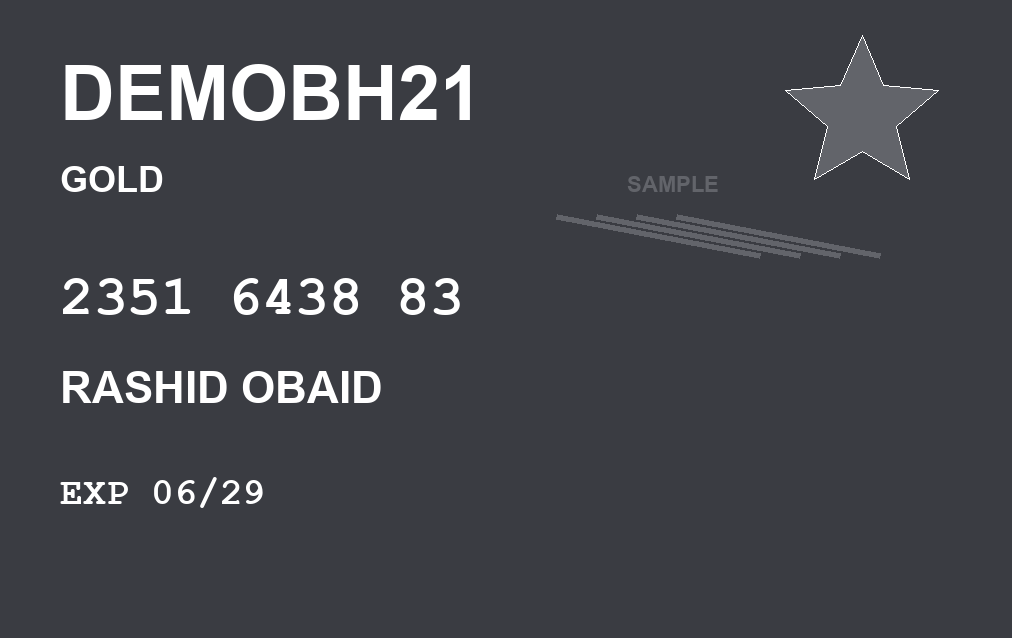 DEMOBH21
GOLD
SAMPLE
2351 6438 83
RASHID OBAID
EXP 06/29